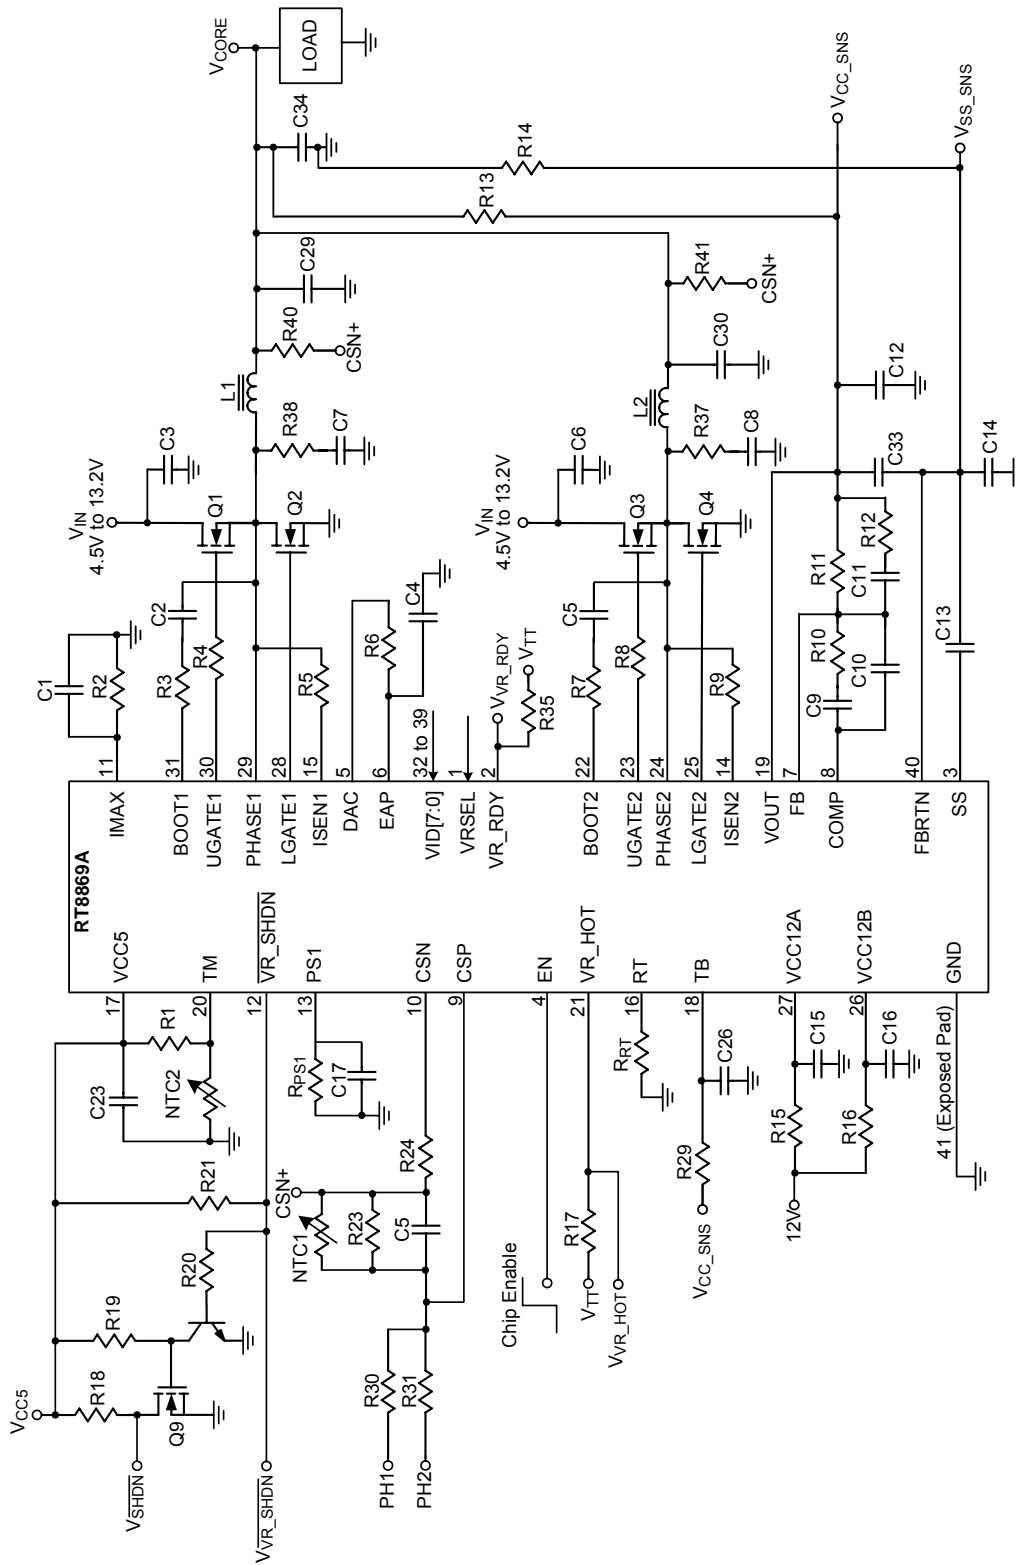 VCORE
LOAD
C34
R14
R13
VCC_SNS
VSS_SNS
C29
R40
CSN+
L1
R38
C7
C3
VIN
4.5V to 13.2V
Q1
Q2
C2
R3
R4
R5
C1
R2
R6
C4
VVR_RDY
VTT
R35
R41
CSN+
C30
L2
R37
C8
C6
VIN
4.5V to 13.2V
Q3
Q4
C5
R7
R8
R9
C12
C33
C14
R12
R11
C11
R10
C10
C9
C13
11
31
30
29
28
15
5
6
32 to 39
1
2
22
23
24
25
14
19
7
8
40
3
RT8869A
IMAX
BOOT1
UGATE1
PHASE1
LGATE1
ISEN1
DAC
EAP
VID[7:0]
VRSEL
VR_RDY
BOOT2
UGATE2
PHASE2
LGATE2
ISEN2
VOUT
FB
COMP
FBRTN
SS
VCC5
TM
VR_SHDN
PS1
CSN
CSP
EN
VR_HOT
RT
TB
VCC12A
VCC12B
GND
17
20
12
13
10
9
4
21
16
18
27
26
41 (Exposed Pad)
R1
C23
NTC2
R21
R20
R19
R18
VCC5
Q9
VSHDN
VVR_SHDN
RPS1
C17
R24
CSN+
NTC1
R23
C5
R30
R31
PH1
PH2
Chip Enable
R17
VTT
VVR_HOT
RRT
C26
R29
VCC_SNS
C15
C16
R15
R16
12V